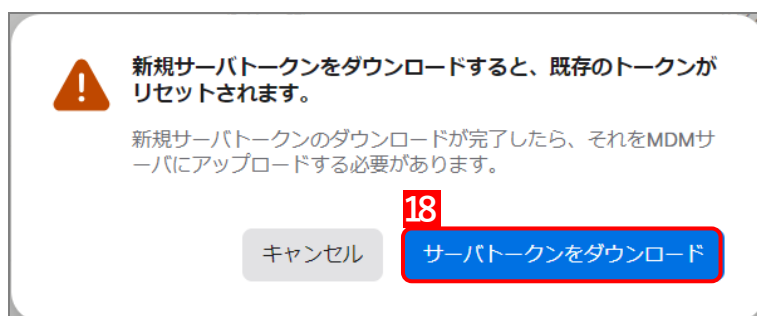 新規サーバトークンをダウンロードすると、既存のトークンが
リセットされます。
新規サーバトークンのダウンロードが完了したら、それをMDMサ
ーバにアップロードする必要があります。
18
キャンセル
サーバトークンをダウンロード